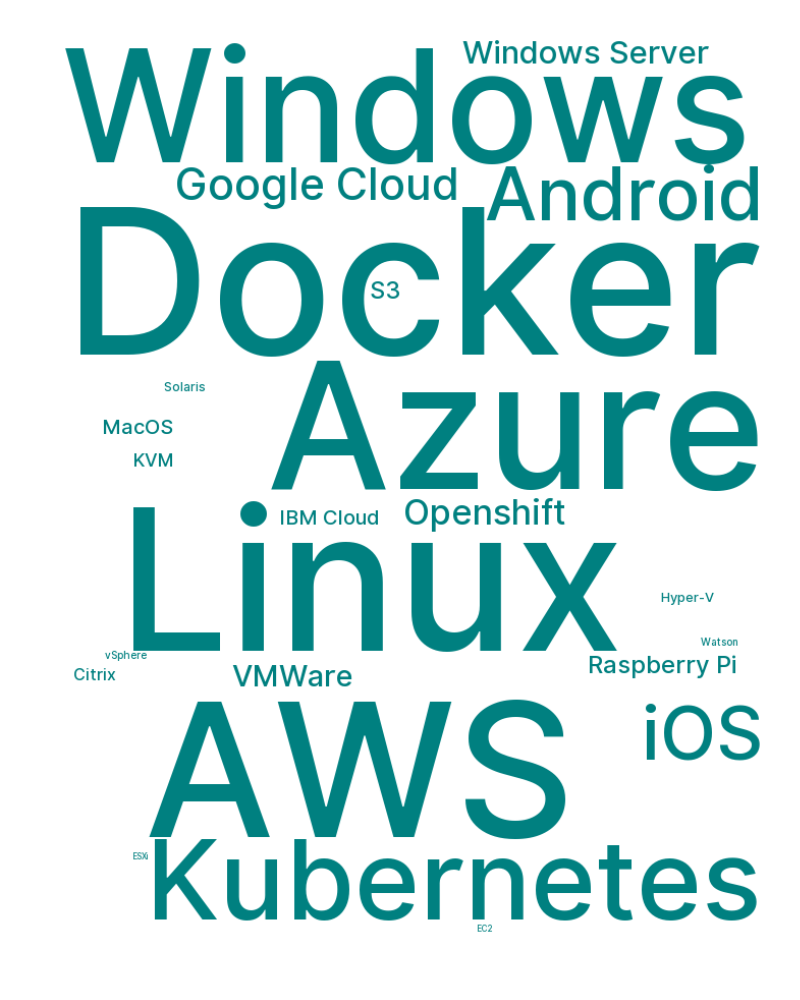 Windows Server
Windows
Google Cloud
Android
Docker
S3
Azure
Solaris
MacOS
KVM
Linux
IBM Cloud
Openshift
Hyper-V
Watson
vSphere
Raspberry Pi
Citrix
VMWare
AWS
iOS
Kubernetes
ESXi
EC2